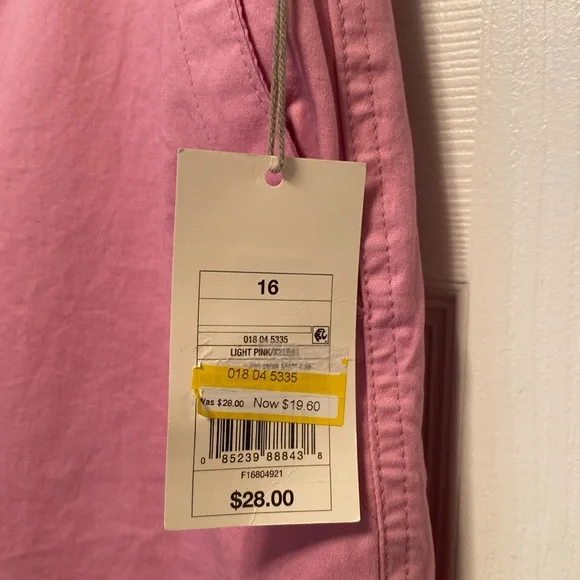 16
018 04 5335
LIGHT PINK/
018 04 5335
Was $28.00 Now $19.60
0 85239 88843 8
F16804921
$28.00